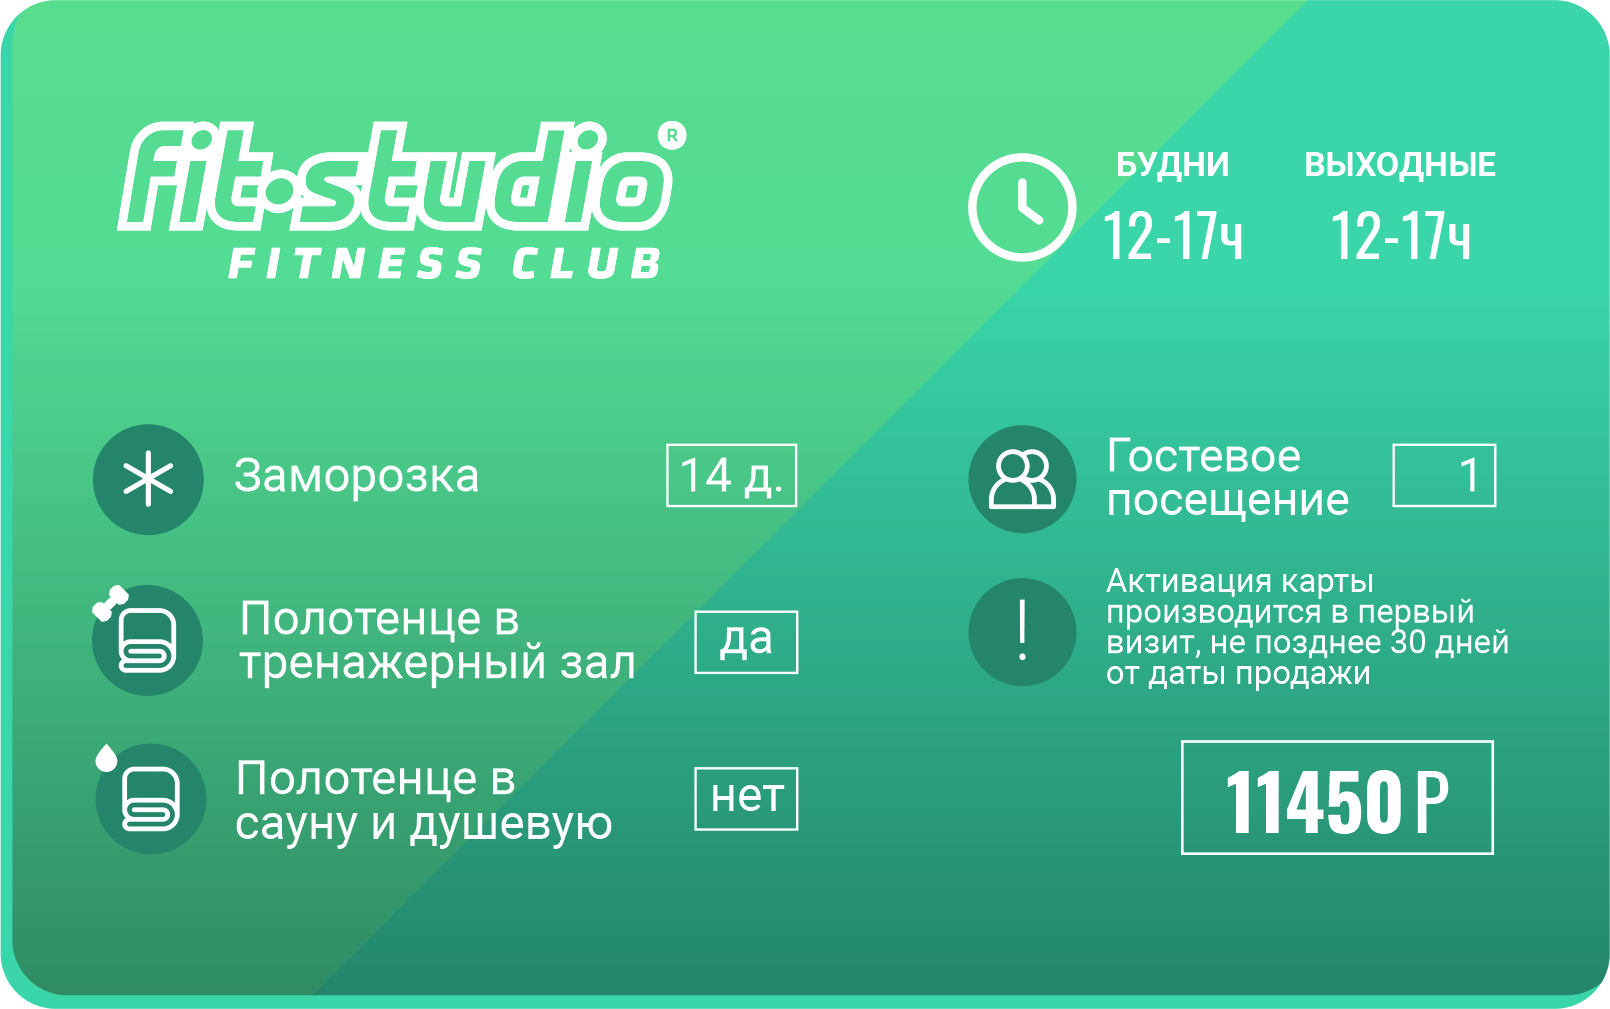 fit·studio ®
FITNESS CLUB
БУДНИ ВЫХОДНЫЕ
12-17ч 12-17ч
Заморозка 14 д.
Полотенце в
тренажерный зал да
Полотенце в
сауну и душевую нет
Гостевое
посещение 1
Активация карты
производится в первый
визит, не позднее 30 дней
от даты продажи
11450 Р